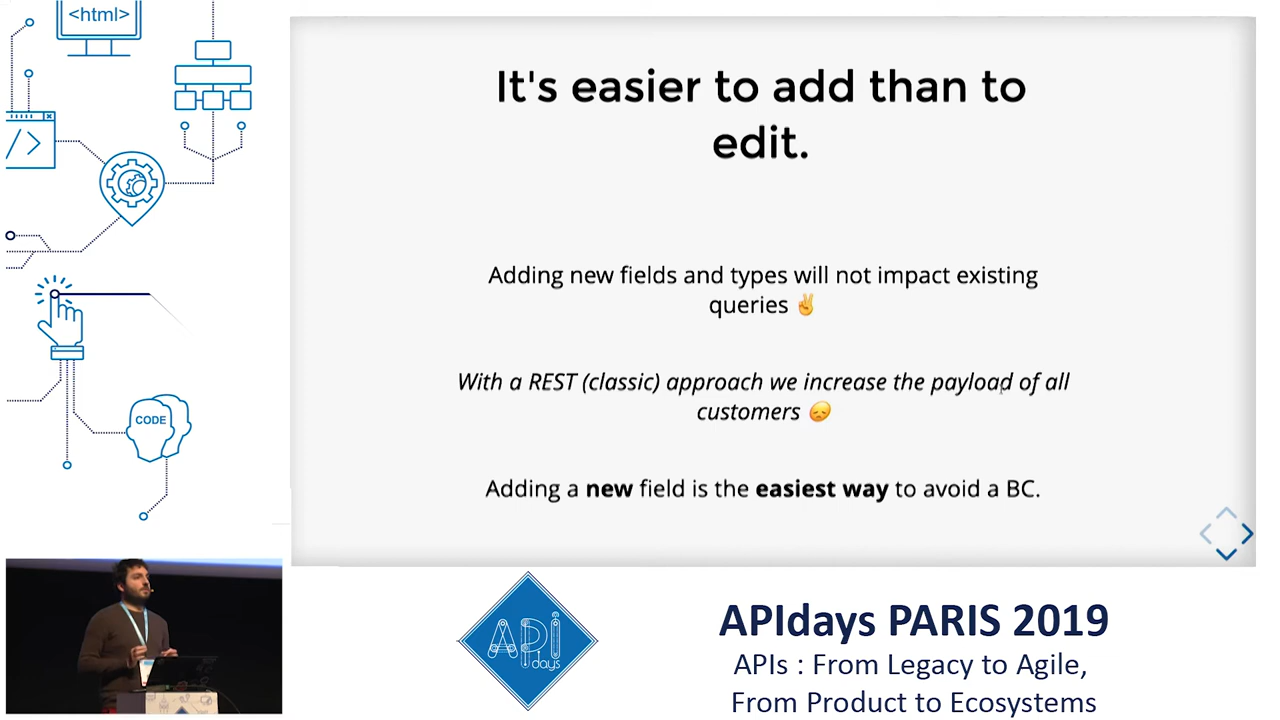 <html>
</>
CODE
It's easier to add than to
edit.
Adding new fields and types will not impact existing
queries ✌
With a REST (classic) approach we increase the payload of all
customers 😞
Adding a new field is the easiest way to avoid a BC.
API
days
APIdays PARIS 2019
APIs : From Legacy to Agile,
From Product to Ecosystems